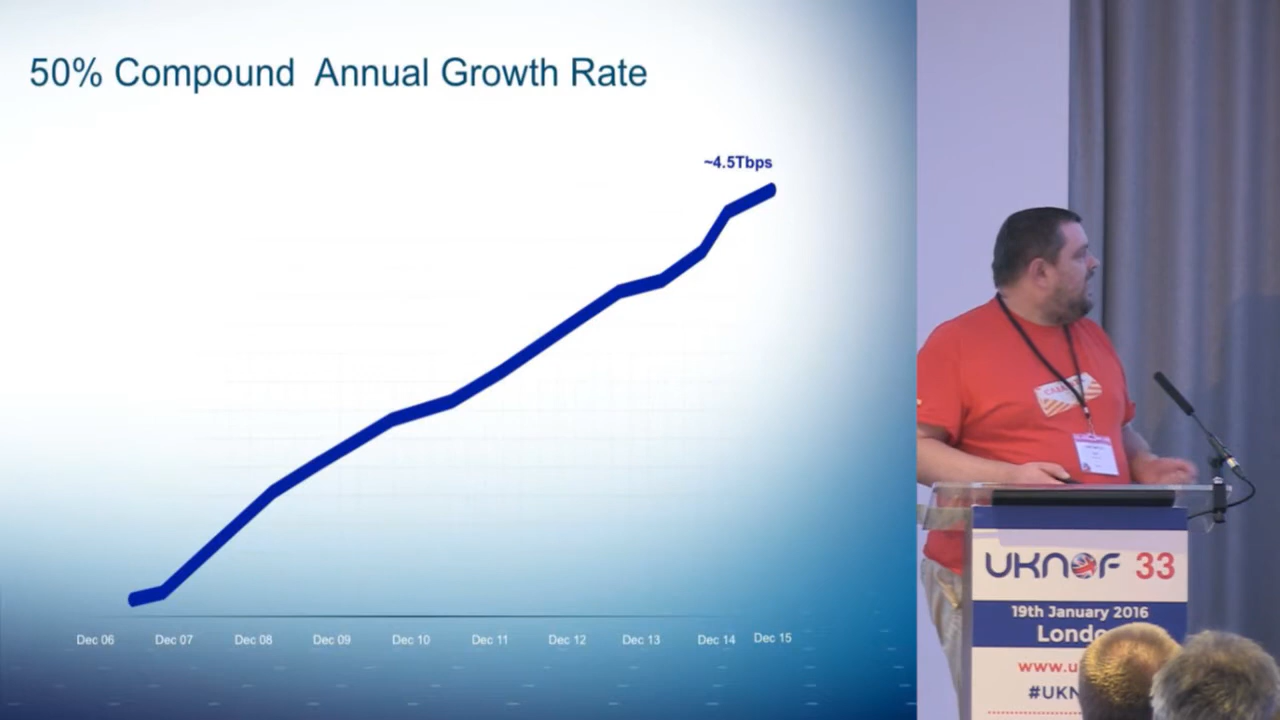 50% Compound Annual Growth Rate
~4.5Tbps
Dec 06 Dec 07 Dec 08 Dec 09 Dec 10 Dec 11 Dec 12 Dec 13 Dec 14 Dec 15
UKNOF 33
19th January 2016
Londo
www.u
#UKN